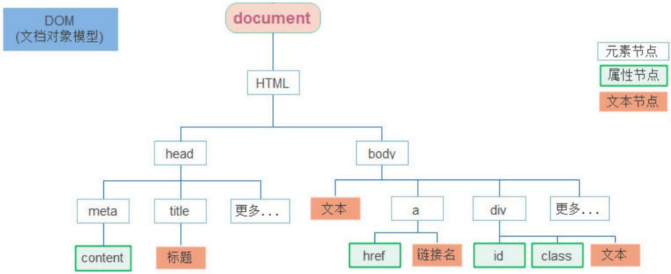 DOM
(文档对象模型)
document
元素节点
属性节点
文本节点
HTML
head
body
meta
title
更多...
文本
a
div
更多...
content
标题
href
链接名
id
class
文本